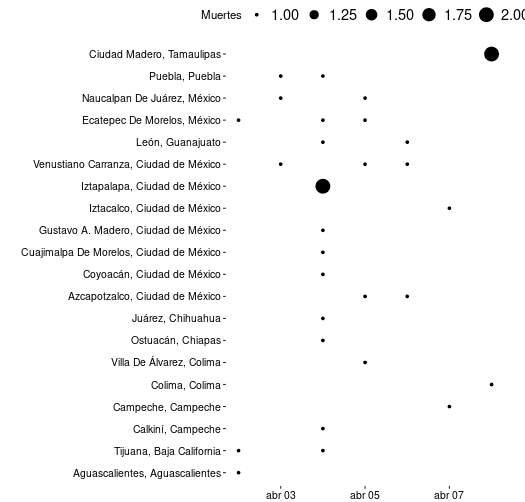 Muertes 1.00 1.25 1.50 1.75 2.00
Ciudad Madero, Tamaulipas
Puebla, Puebla
Naucalpan De Juárez, México
Ecatepec De Morelos, México
León, Guanajuato
Venustiano Carranza, Ciudad de México
Iztapalapa, Ciudad de México
Iztacalco, Ciudad de México
Gustavo A. Madero, Ciudad de México
Cuajimalpa De Morelos, Ciudad de México
Coyoacán, Ciudad de México
Azcapotzalco, Ciudad de México
Juárez, Chihuahua
Ostuacán, Chiapas
Villa De Álvarez, Colima
Colima, Colima
Campeche, Campeche
Calkiní, Campeche
Tijuana, Baja California
Aguascalientes, Aguascalientes
abr 03 abr 05 abr 07